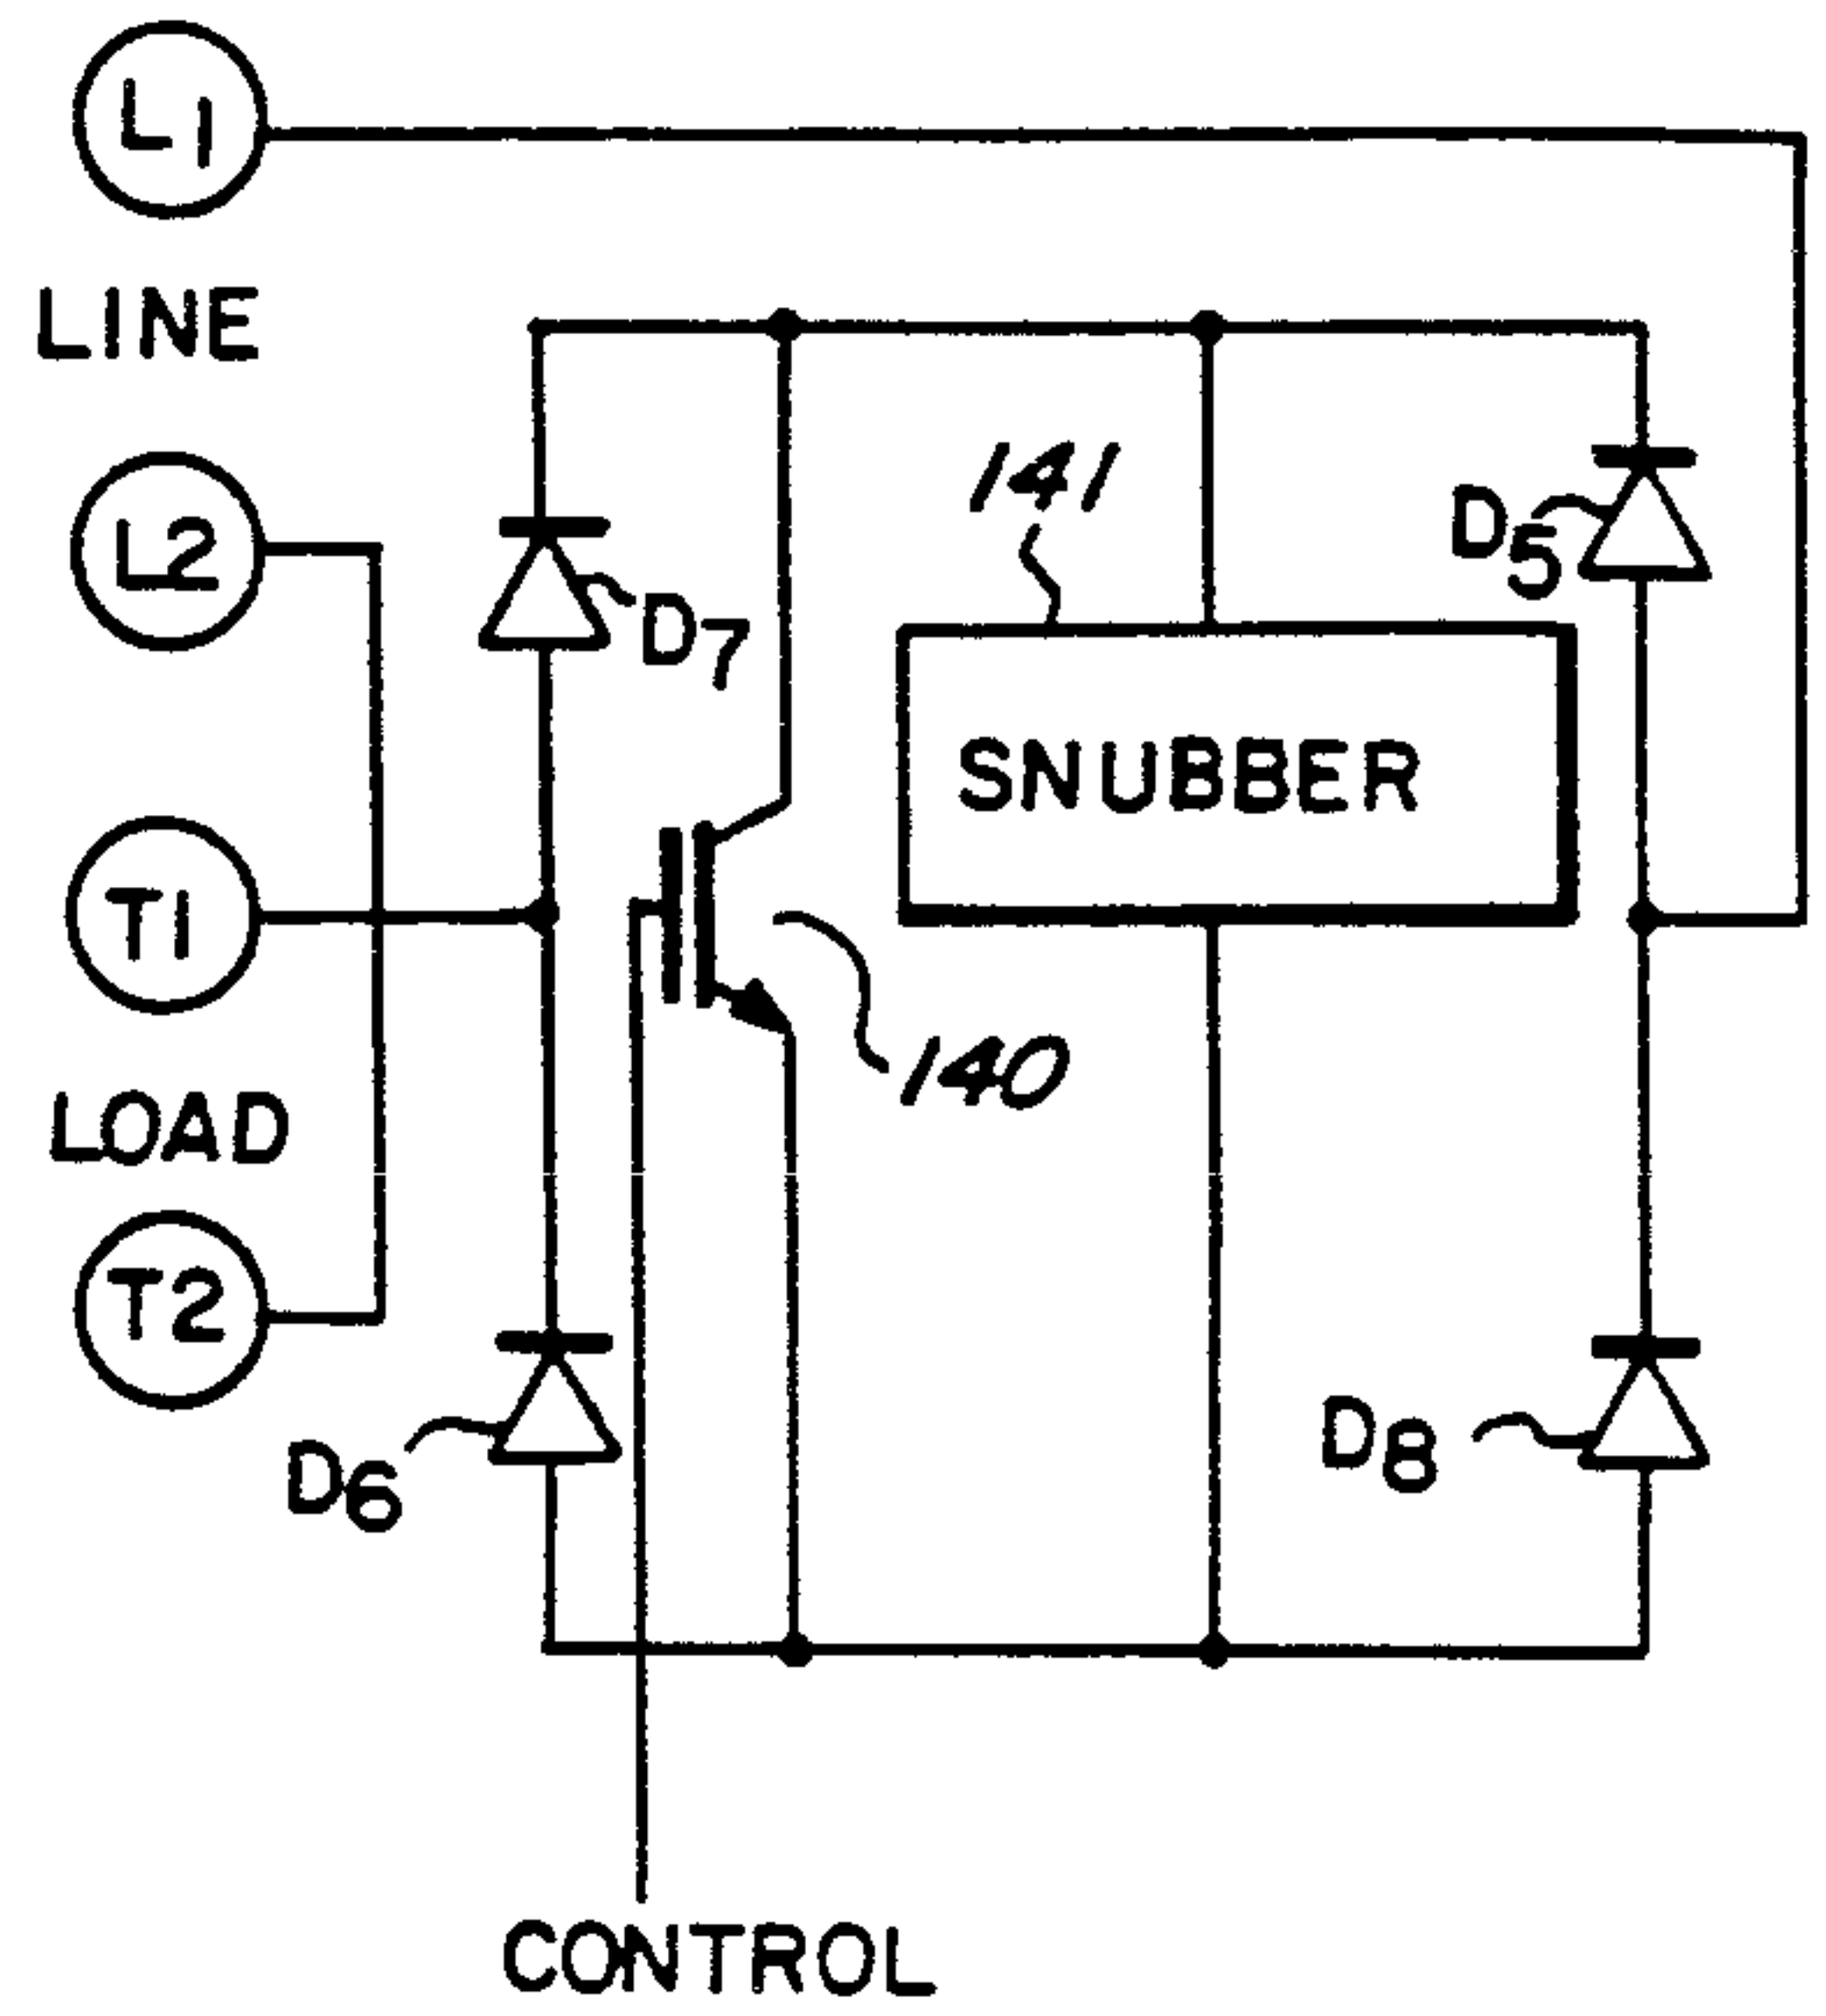 L1
LINE
L2
141
D5
D7
SNUBBER
T1
140
LOAD
T2
D6
D8
CONTROL